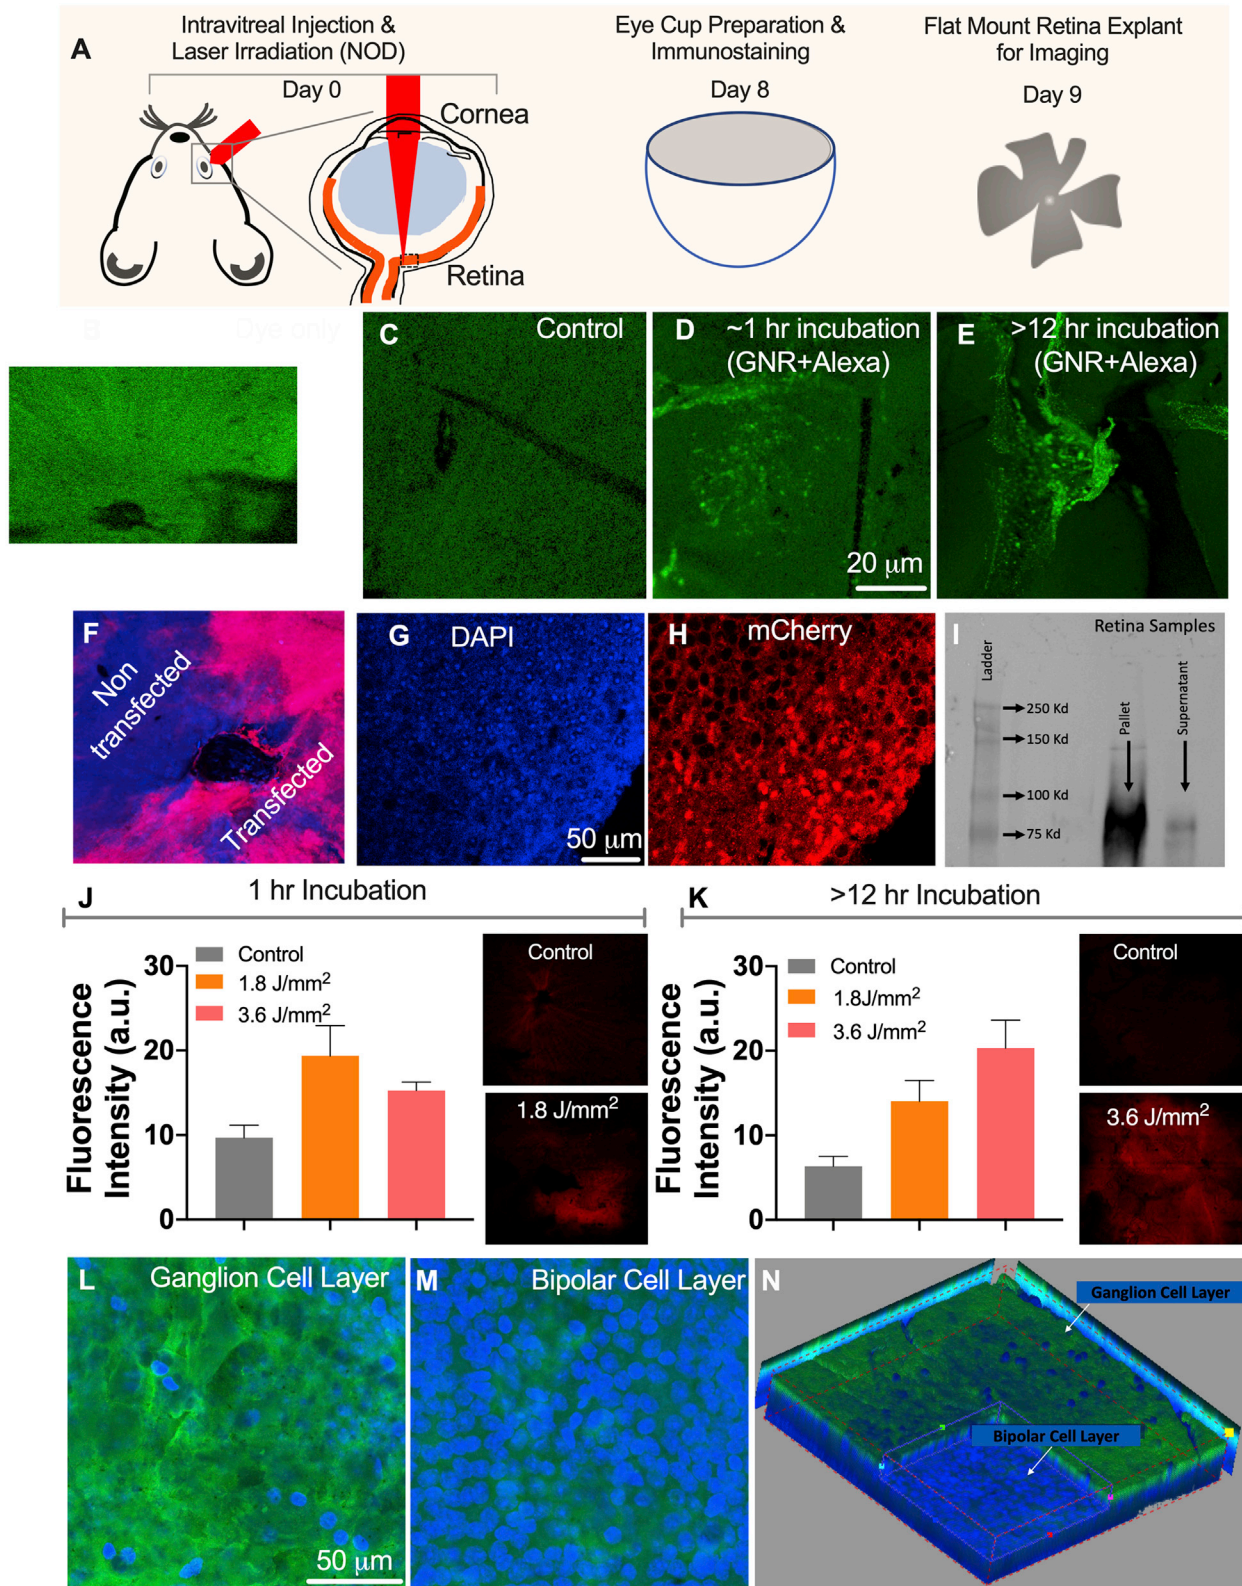 A
Intravitreal Injection &
Laser Irradiation (NOD)
Day 0
Cornea
Retina
Eye Cup Preparation &
Immunostaining
Day 8
Flat Mount Retina Explant
for Imaging
Day 9
B
Dye only
C
Control
D
~1 hr incubation
(GNR+Alexa)
20 μm
E
>12 hr incubation
(GNR+Alexa)
F
Non
transfected
Transfected
G
DAPI
50 μm
H
mCherry
I
Retina Samples
Ladder
250 Kd
150 Kd
100 Kd
75 Kd
Pallet
Supernatant
J
1 hr Incubation
Fluorescence
Intensity (a.u.)
30
20
10
0
Control
1.8 J/mm²
3.6 J/mm²
Control
1.8 J/mm²
K
>12 hr Incubation
Fluorescence
Intensity (a.u.)
30
20
10
0
Control
1.8J/mm²
3.6 J/mm²
Control
3.6 J/mm²
L
Ganglion Cell Layer
50 μm
M
Bipolar Cell Layer
N
Ganglion Cell Layer
Bipolar Cell Layer